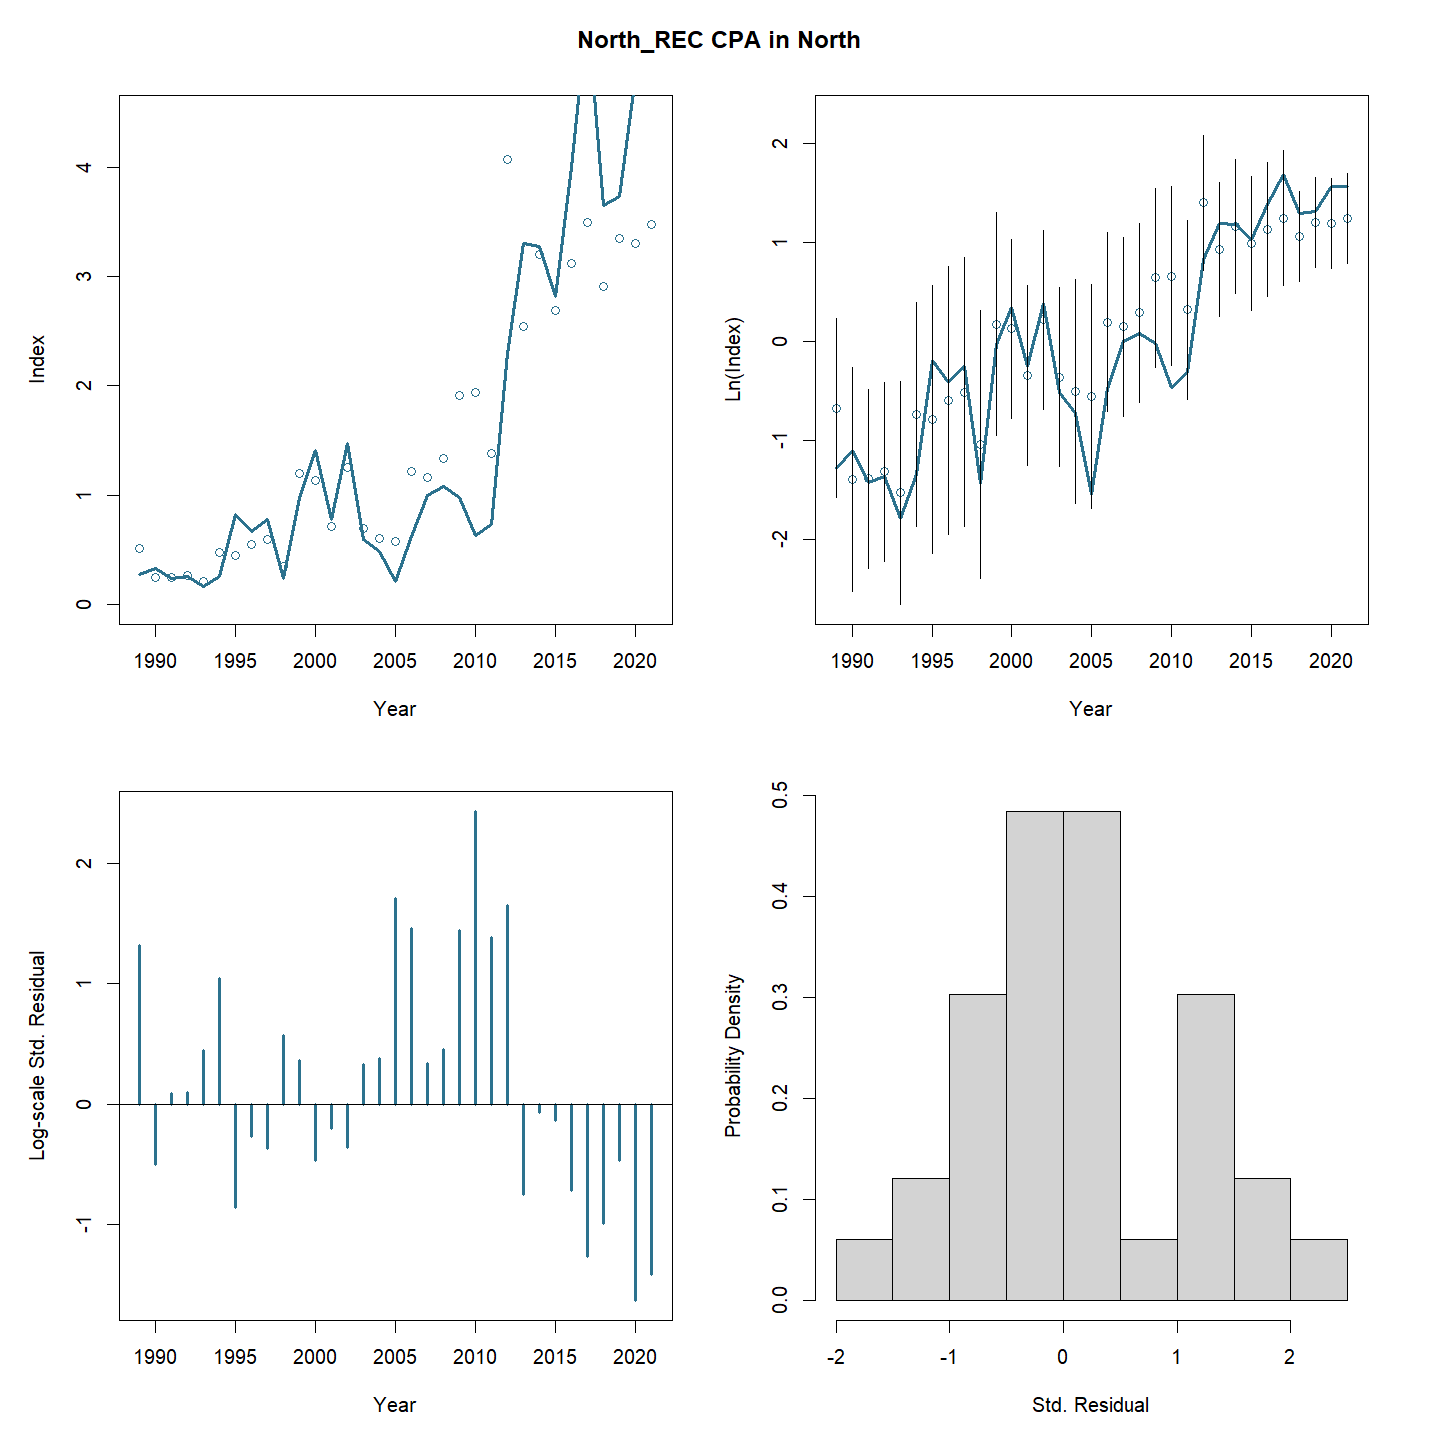 North_REC CPA in North
Index
0 1 2 3 4
1990 1995 2000 2005 2010 2015 2020
Year
Ln(Index)
-2 -1 0 1 2
1990 1995 2000 2005 2010 2015 2020
Year
Log-scale Std. Residual
-1 0 1 2
1990 1995 2000 2005 2010 2015 2020
Year
Probability Density
0.0 0.1 0.2 0.3 0.4 0.5
-2 -1 0 1 2
Std. Residual